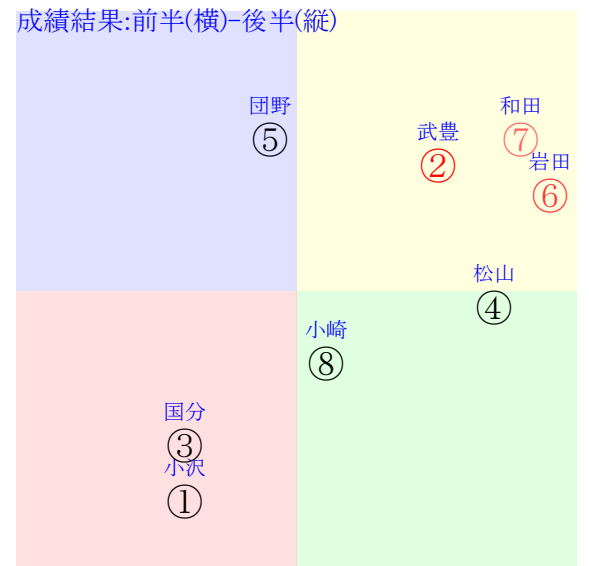 成績結果:前半(横)-後半(縦)
団野
⑤
武豊
②
和田
⑦
岩田
⑥
松山
④
小崎
⑧
国分
③
小沢
①